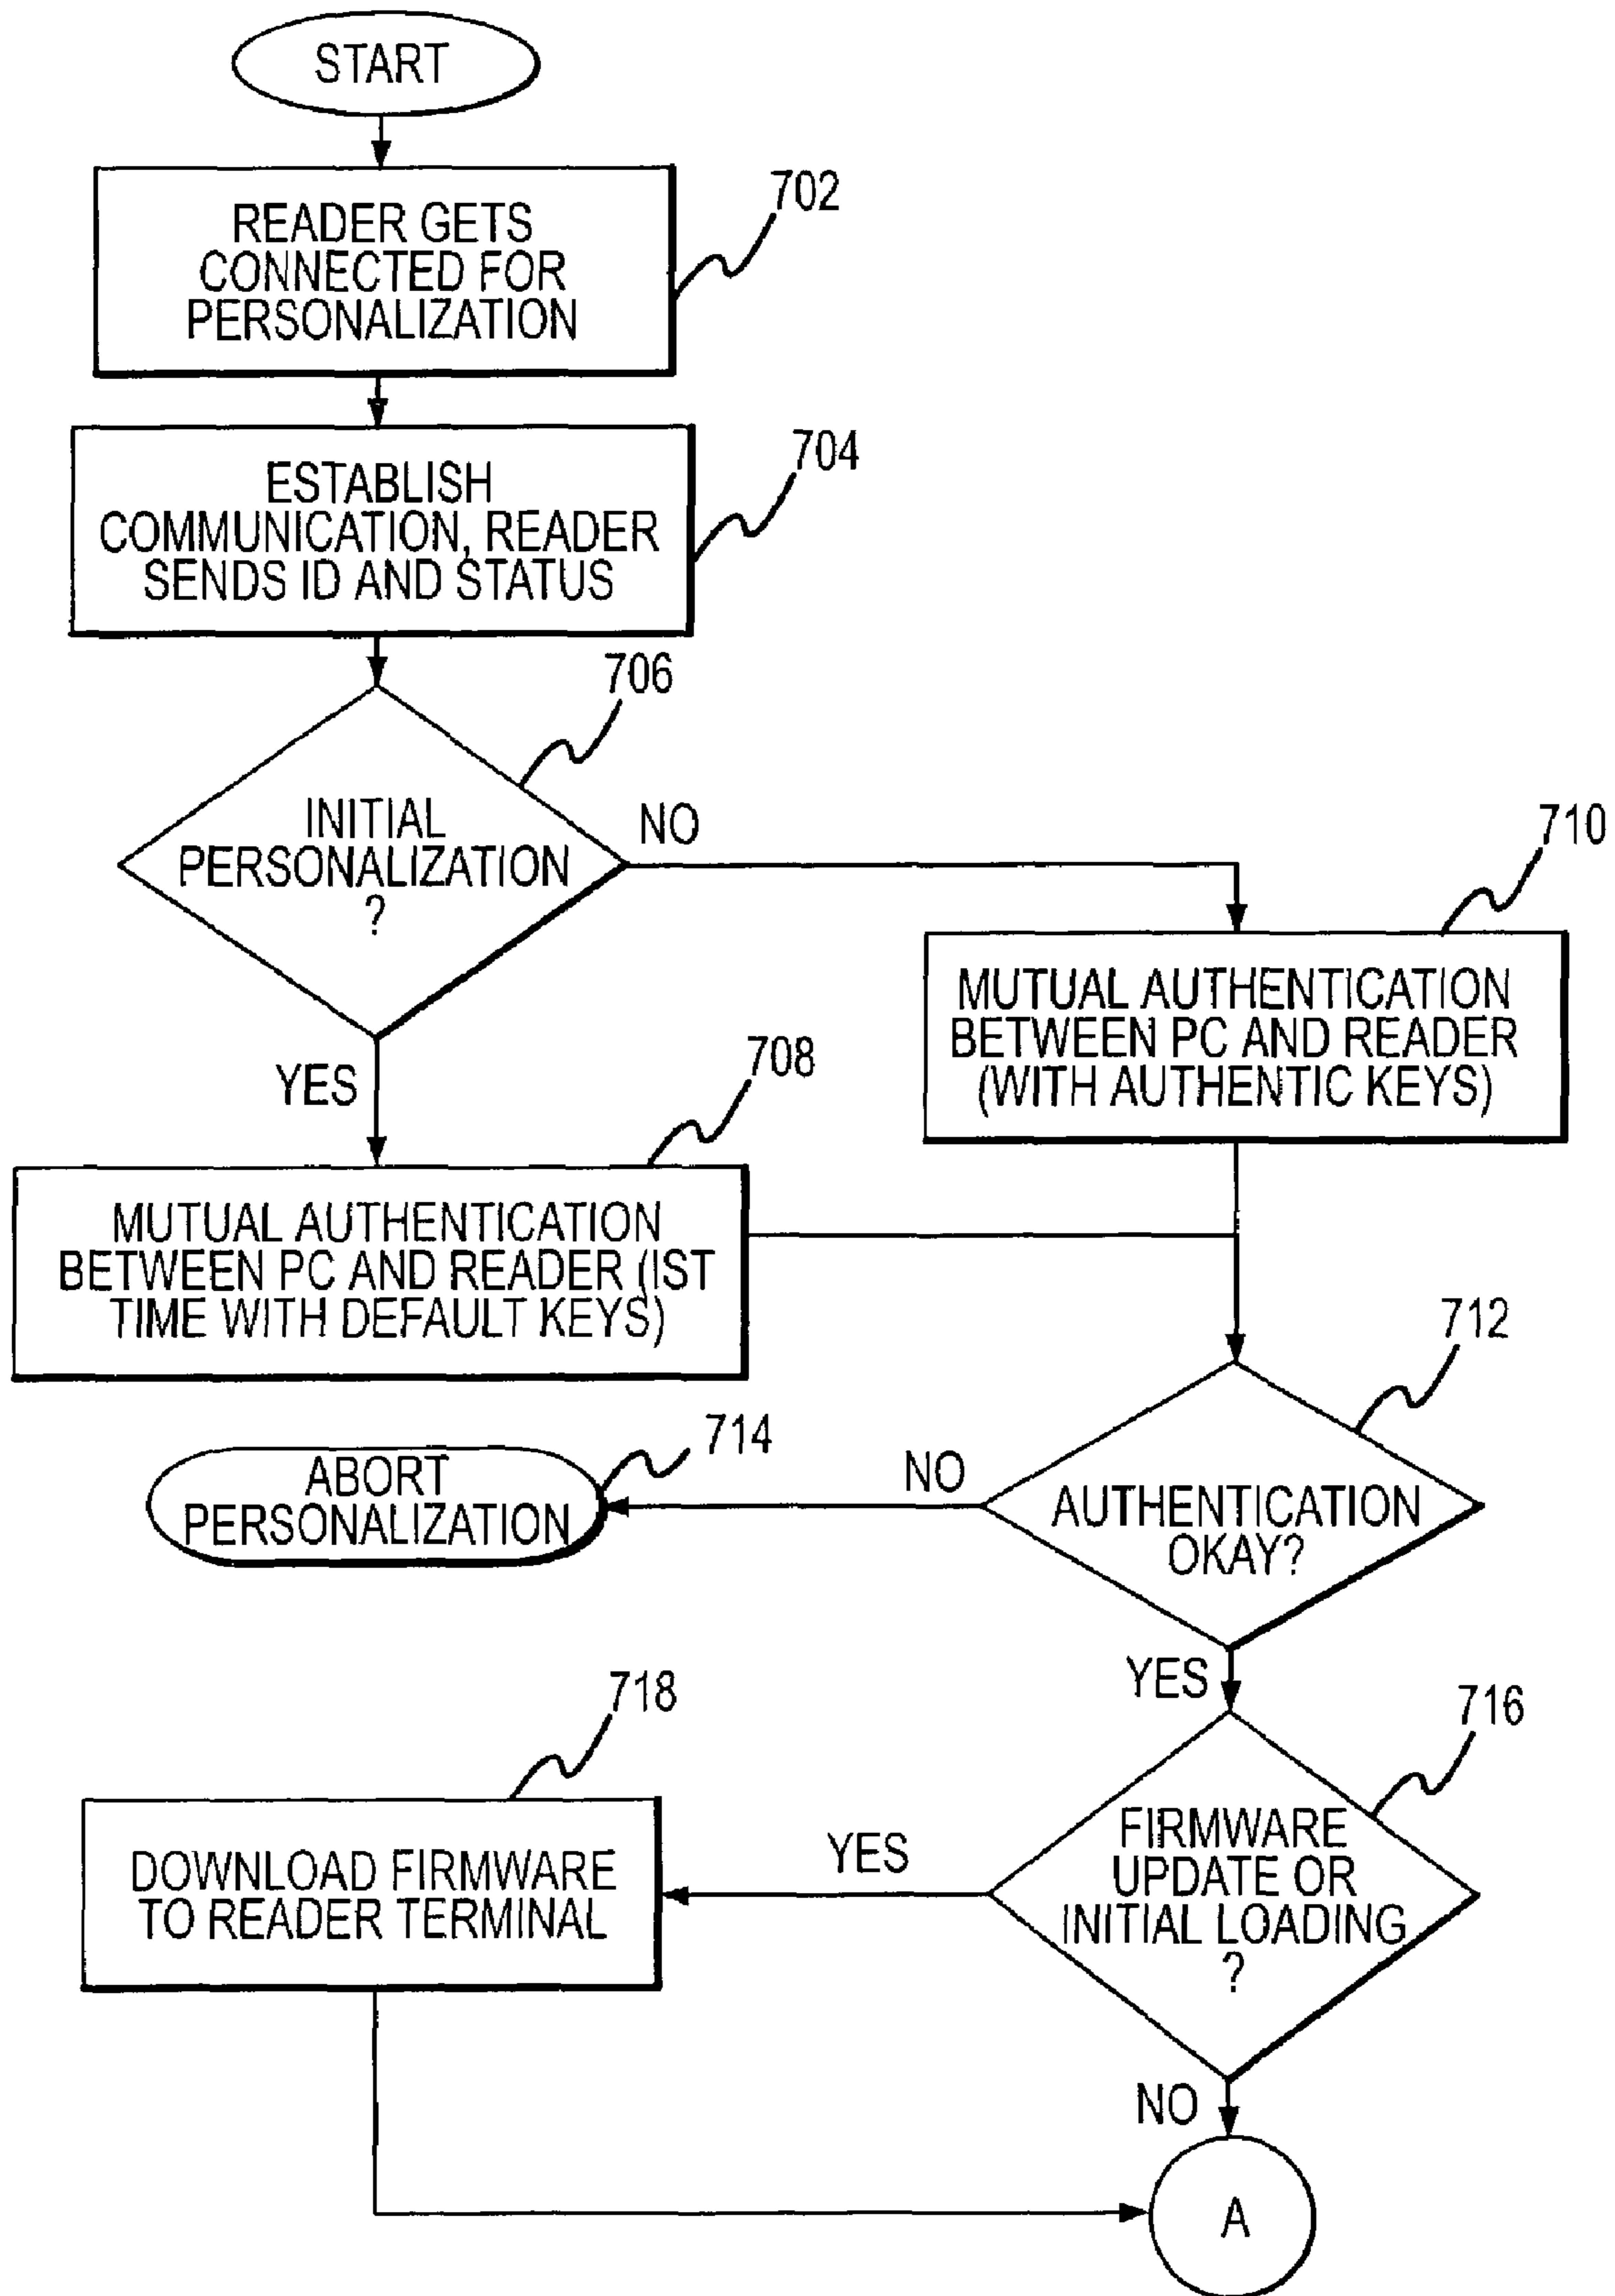 START
702
READER GETS
CONNECTED FOR
PERSONALIZATION
704
ESTABLISH
COMMUNICATION, READER
SENDS ID AND STATUS
706
INITIAL
PERSONALIZATION
?
NO
710
MUTUAL AUTHENTICATION
BETWEEN PC AND READER
(WITH AUTHENTIC KEYS)
YES
708
MUTUAL AUTHENTICATION
BETWEEN PC AND READER (IST
TIME WITH DEFAULT KEYS)
712
AUTHENTICATION
OKAY?
NO
714
ABORT
PERSONALIZATION
YES
716
FIRMWARE
UPDATE OR
INITIAL LOADING
?
YES
718
DOWNLOAD FIRMWARE
TO READER TERMINAL
NO
A